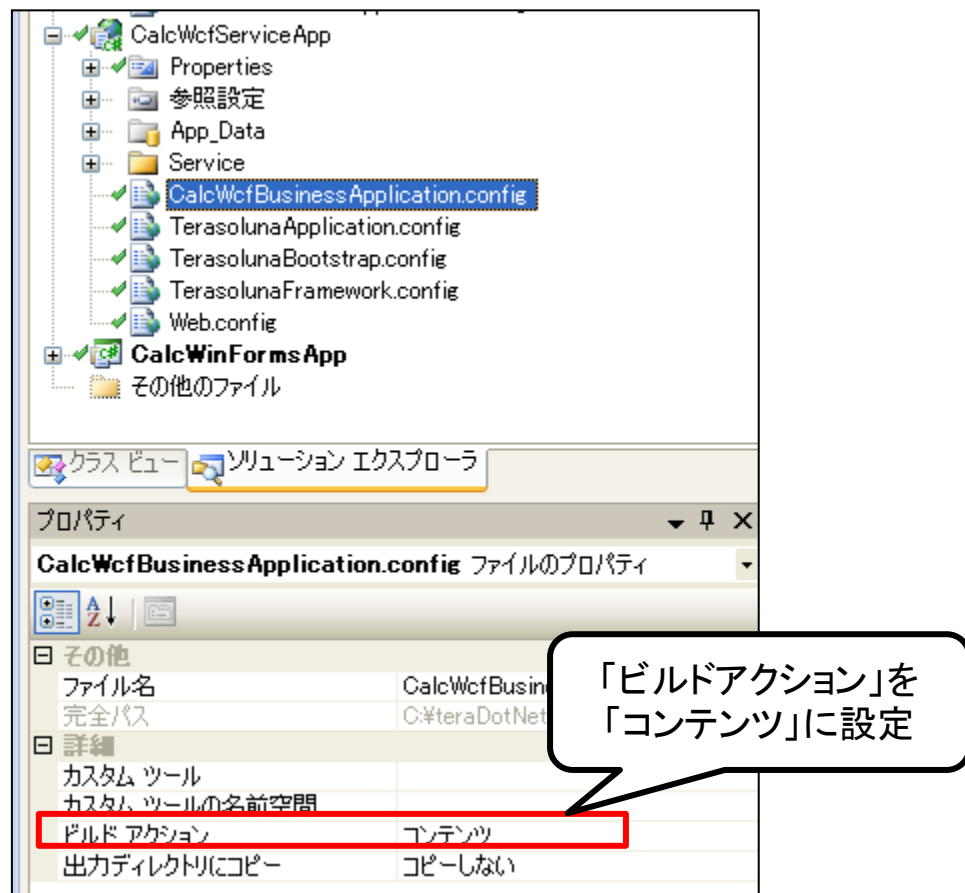 CalcWcfServiceApp
Properties
参照設定
App_Data
Service
CalcWcfBusinessApplication.config
TerasolunaApplication.config
TerasolunaBootstrap.config
TerasolunaFramework.config
Web.config
CalcWinFormsApp
その他のファイル
クラス ビュー ソリューション エクスプローラ
プロパティ
CalcWcfBusinessApplication.config ファイルのプロパティ
その他
ファイル名 CalcWcfBusin
完全パス C:¥teraDotNet
詳細
カスタム ツール
カスタム ツールの名前空間
ビルド アクション コンテンツ
出力ディレクトリにコピー コピーしない
「ビルドアクション」を
「コンテンツ」に設定